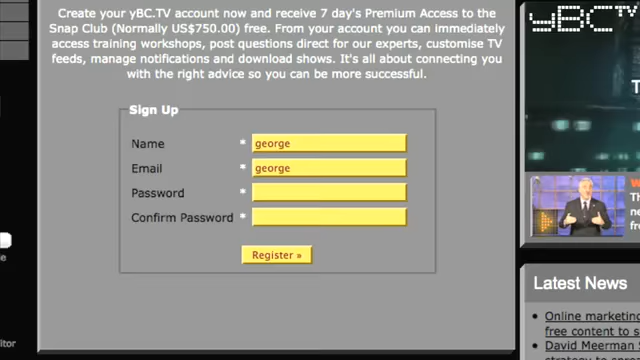 Create your yBC.TV account now and receive 7 day's Premium Access to the
Snap Club (Normally US$750.00) free. From your account you can immediately
access training workshops, post questions direct for our experts, customise TV
feeds, manage notifications and download shows. It's all about connecting you
with the right advice so you can be more successful.
Sign Up
Name * george
Email * george
Password *
Confirm Password *
Register »
yBCTV
Latest News
Online marketing
free content to s
David Meerman S